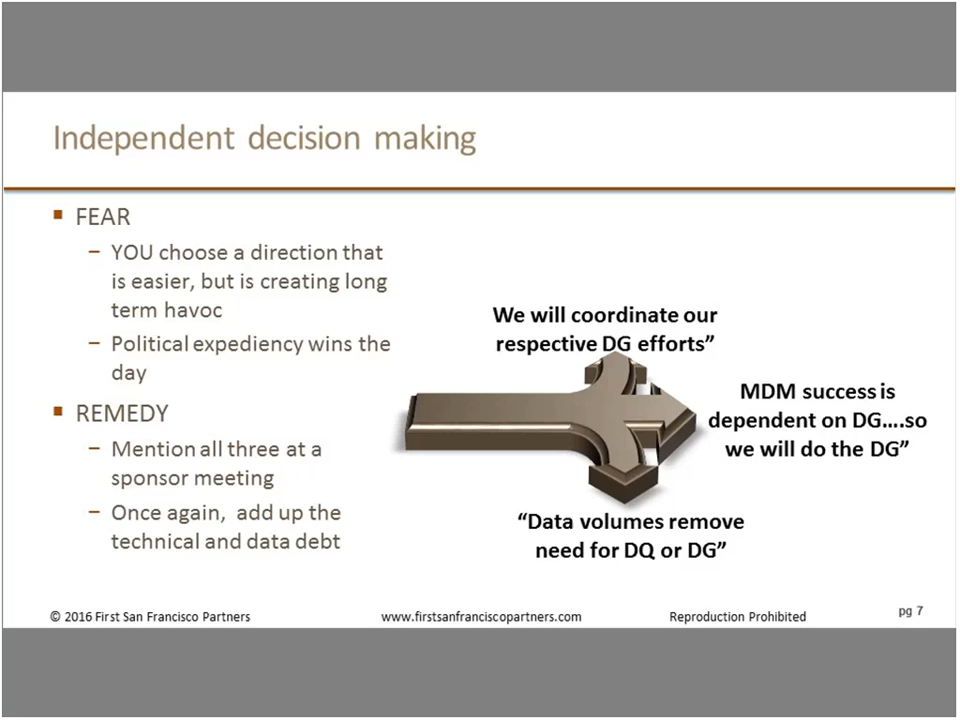 Independent decision making
▪ FEAR
− YOU choose a direction that
is easier, but is creating long
term havoc
− Political expediency wins the
day
▪ REMEDY
− Mention all three at a
sponsor meeting
− Once again,  add up the
technical and data debt
We will coordinate our
respective DG efforts”
MDM success is
dependent on DG….so
we will do the DG”
“Data volumes remove
need for DQ or DG”
© 2016 First San Francisco Partners
www.firstsanfranciscopartners.com
Reproduction Prohibited
pg 7